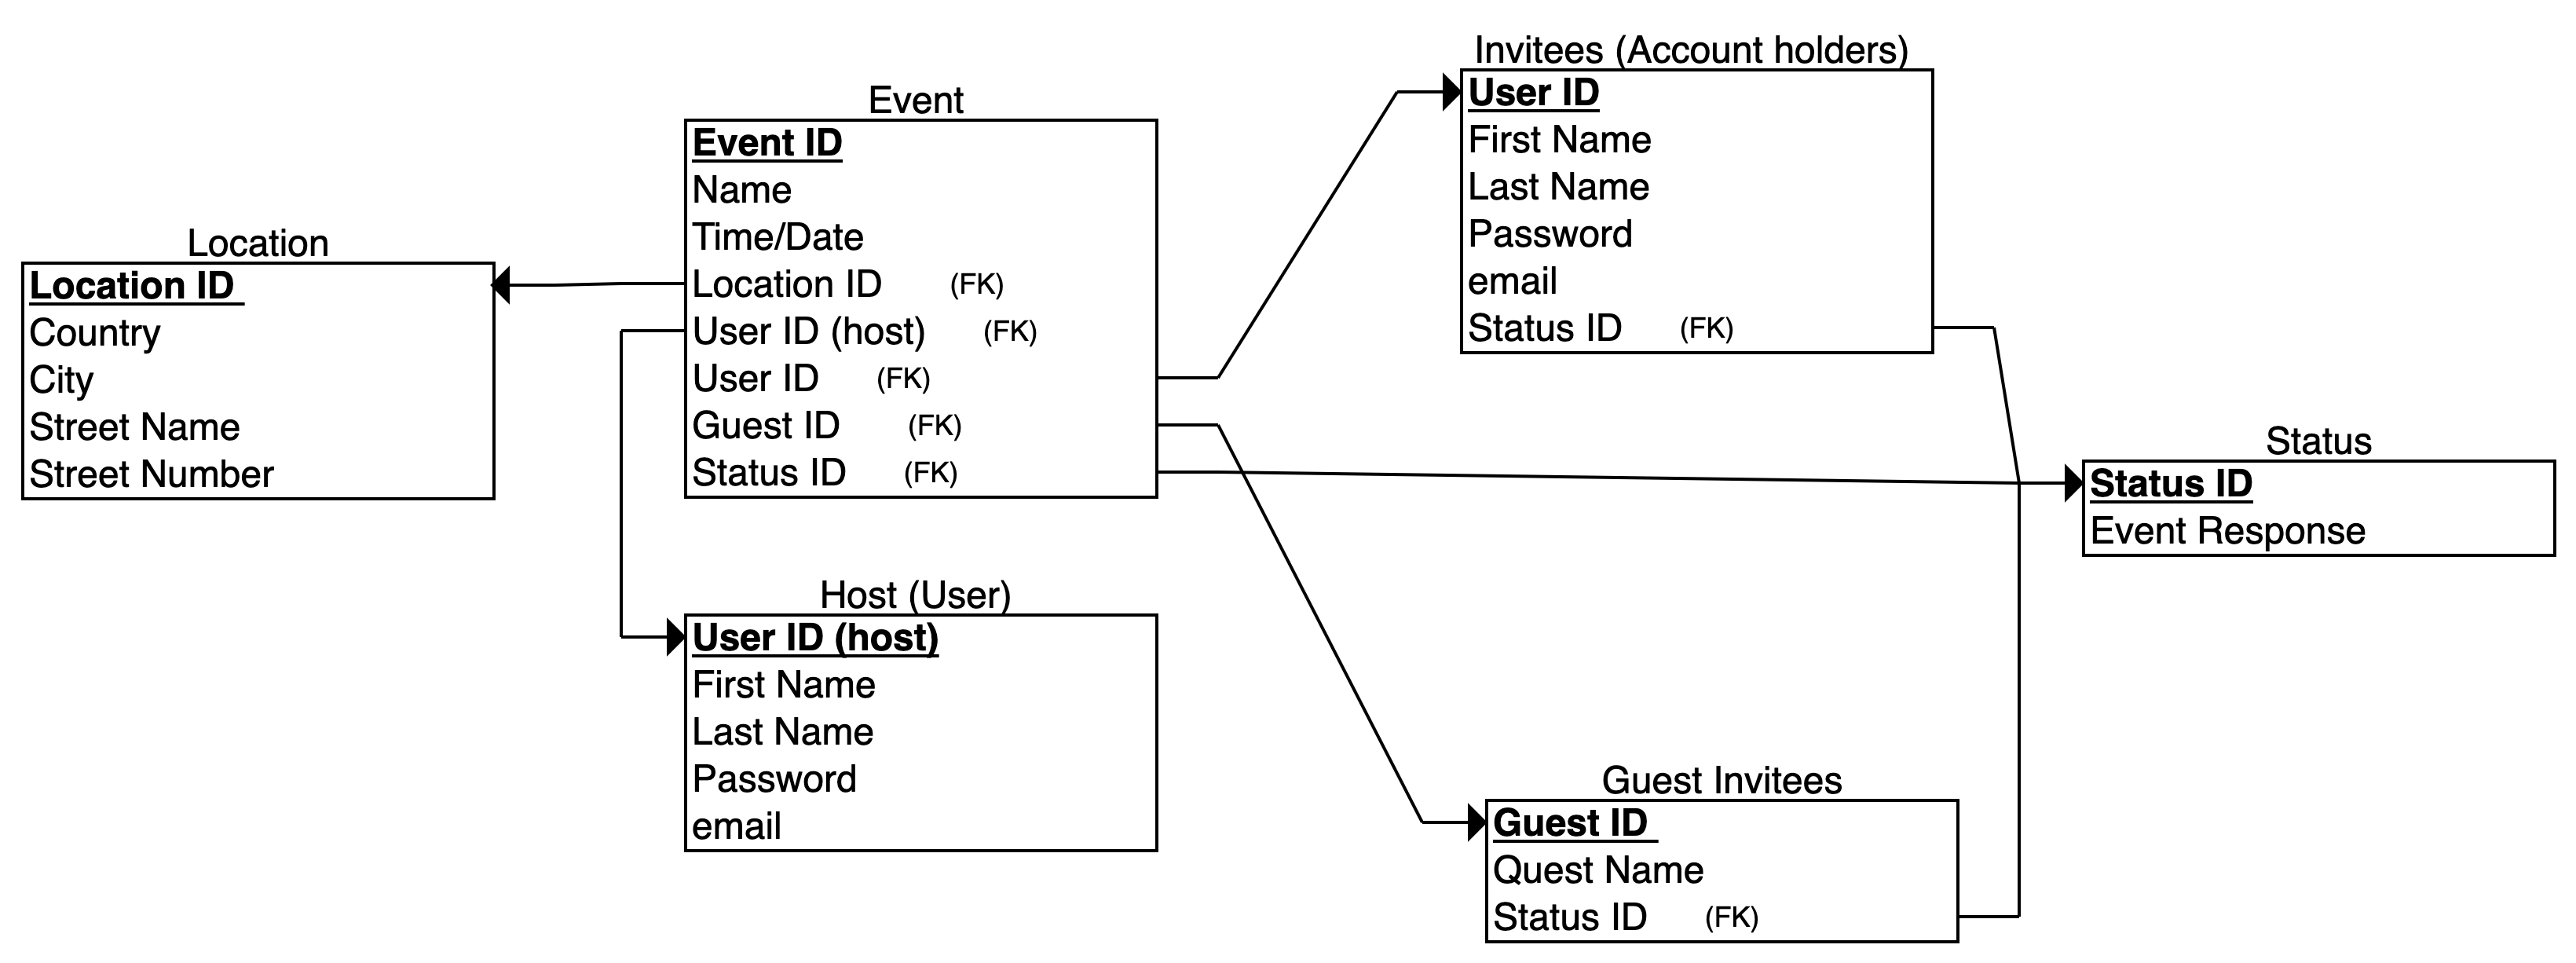 Location
Location ID
Country
City
Street Name
Street Number
Event
Event ID
Name
Time/Date
Location ID (FK)
User ID (host) (FK)
User ID (FK)
Guest ID (FK)
Status ID (FK)
Host (User)
User ID (host)
First Name
Last Name
Password
email
Invitees (Account holders)
User ID
First Name
Last Name
Password
email
Status ID (FK)
Guest Invitees
Guest ID
Quest Name
Status ID (FK)
Status
Status ID
Event Response